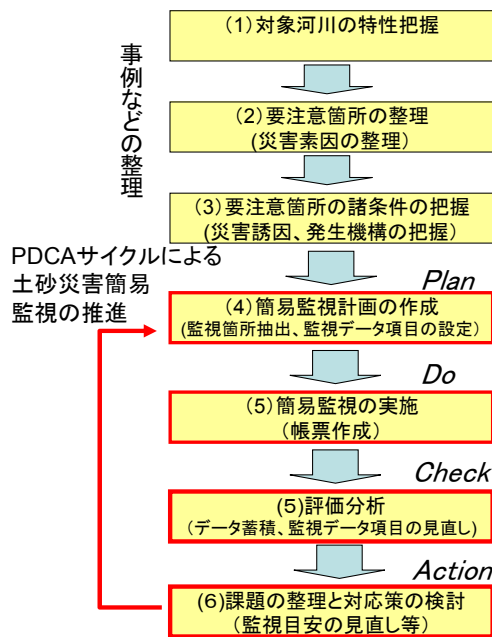 (1)対象河川の特性把握
事例などの整理
(2)要注意箇所の整理
(災害素因の整理)
(3)要注意箇所の諸条件の把握
(災害誘因、発生機構の把握)
PDCAサイクルによる
土砂災害簡易
監視の推進
Plan
(4)簡易監視計画の作成
(監視箇所抽出、監視データ項目の設定)
Do
(5)簡易監視の実施
(帳票作成)
Check
(5)評価分析
(データ蓄積、監視データ項目の見直し)
Action
(6)課題の整理と対応策の検討
(監視目安の見直し等)